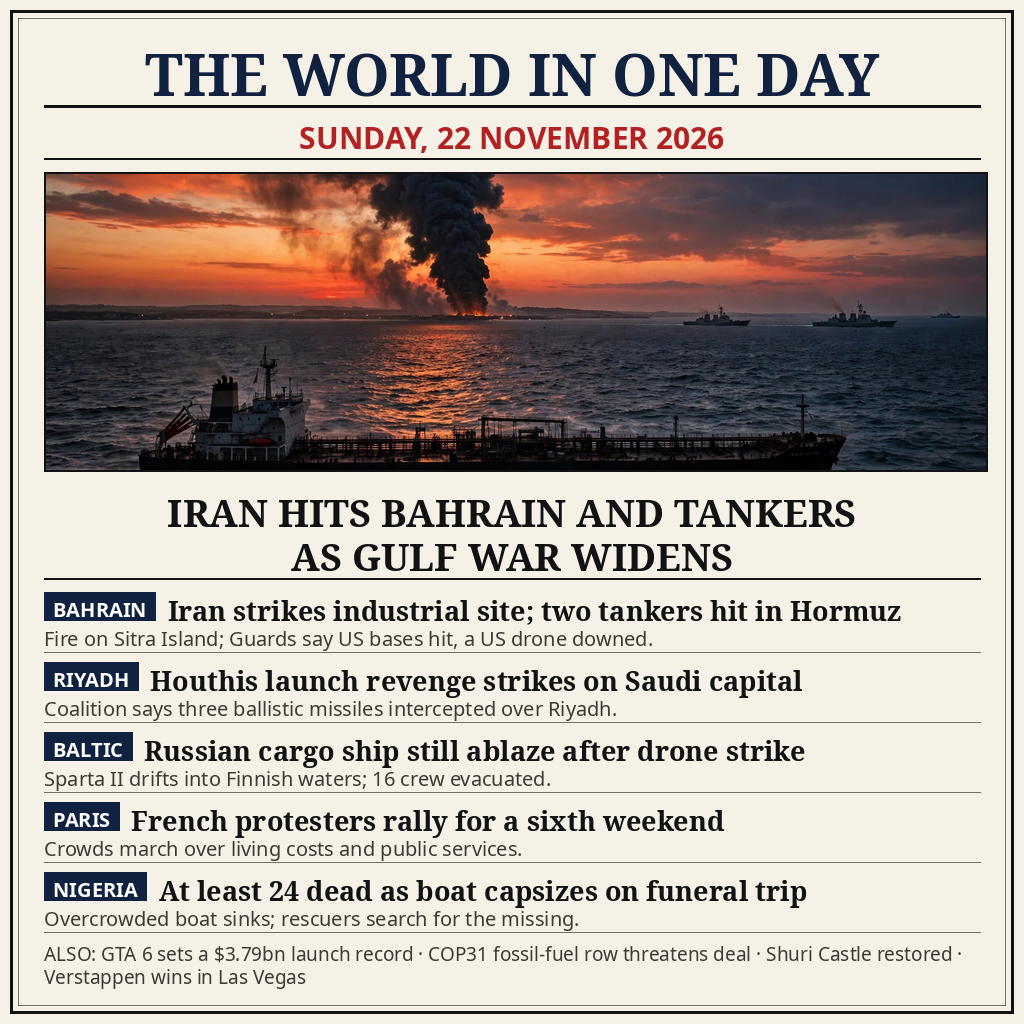 THE WORLD IN ONE DAY
SUNDAY, 22 NOVEMBER 2026
IRAN HITS BAHRAIN AND TANKERS
AS GULF WAR WIDENS
BAHRAIN Iran strikes industrial site; two tankers hit in Hormuz
Fire on Sitra Island; Guards say US bases hit, a US drone downed.
RIYADH Houthis launch revenge strikes on Saudi capital
Coalition says three ballistic missiles intercepted over Riyadh.
BALTIC Russian cargo ship still ablaze after drone strike
Sparta II drifts into Finnish waters; 16 crew evacuated.
PARIS French protesters rally for a sixth weekend
Crowds march over living costs and public services.
NIGERIA At least 24 dead as boat capsizes on funeral trip
Overcrowded boat sinks; rescuers search for the missing.
ALSO: GTA 6 sets a $3.79bn launch record · COP31 fossil-fuel row threatens deal · Shuri Castle restored ·
Verstappen wins in Las Vegas